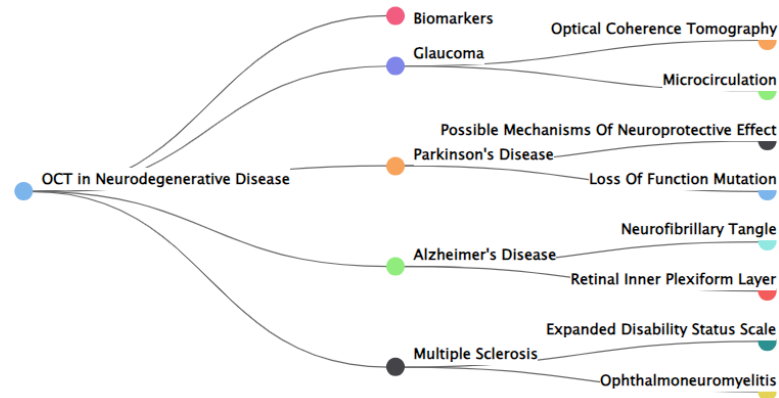 Biomarkers
Optical Coherence Tomography
Glaucoma
Microcirculation
Possible Mechanisms Of Neuroprotective Effect
Parkinson's Disease
OCT in Neurodegenerative Disease
Loss Of Function Mutation
Neurofibrillary Tangle
Alzheimer's Disease
Retinal Inner Plexiform Layer
Expanded Disability Status Scale
Multiple Sclerosis
Ophthalmoneuromyelitis